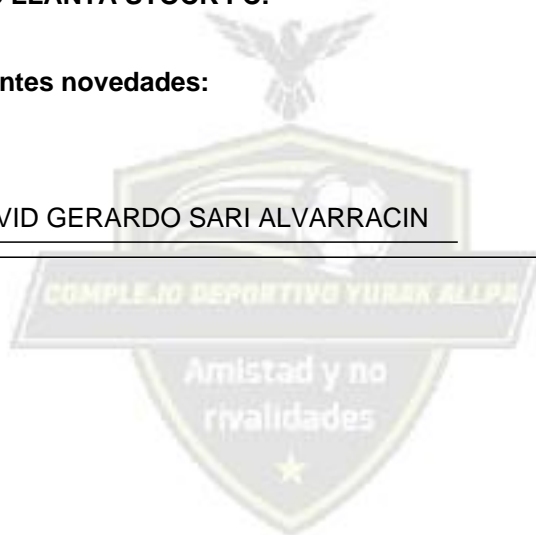 LLANTA STOCK FC.
ntes novedades:
VID GERARDO SARI ALVARRACIN
COMPLEJO DEPORTIVO YURAK ALLPA
Amistad y no
rivalidades